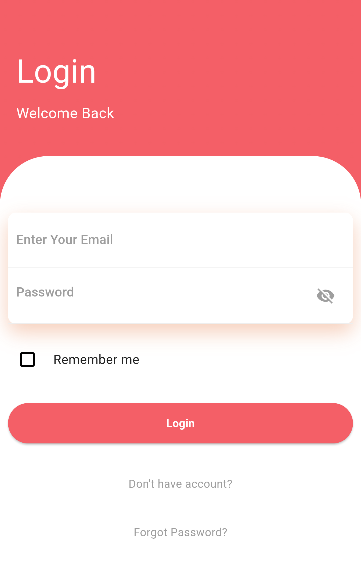 Login
Welcome Back
Enter Your Email
Password
Remember me
Login
Don't have account?
Forgot Password?